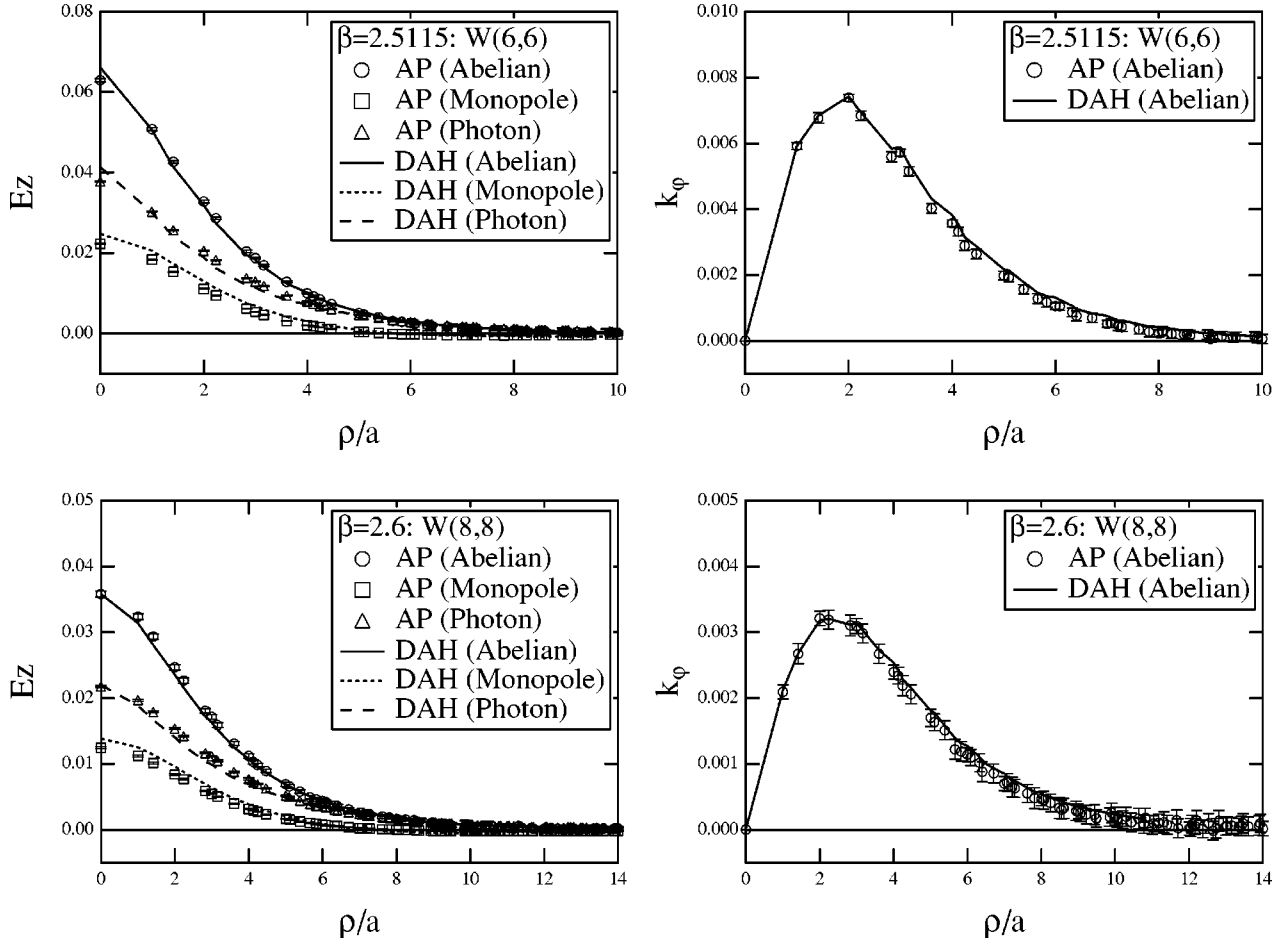 0.08
0.06
0.04
0.02
0.00
Ez
β=2.5115: W(6,6)
AP (Abelian)
AP (Monopole)
AP (Photon)
DAH (Abelian)
DAH (Monopole)
DAH (Photon)
0 2 4 6 8 10
ρ/a
0.010
0.008
0.006
0.004
0.002
0.000
kφ
β=2.5115: W(6,6)
AP (Abelian)
DAH (Abelian)
0 2 4 6 8 10
ρ/a
0.05
0.04
0.03
0.02
0.01
0.00
Ez
β=2.6: W(8,8)
AP (Abelian)
AP (Monopole)
AP (Photon)
DAH (Abelian)
DAH (Monopole)
DAH (Photon)
0 2 4 6 8 10 12 14
ρ/a
0.005
0.004
0.003
0.002
0.001
0.000
kφ
β=2.6: W(8,8)
AP (Abelian)
DAH (Abelian)
0 2 4 6 8 10 12 14
ρ/a